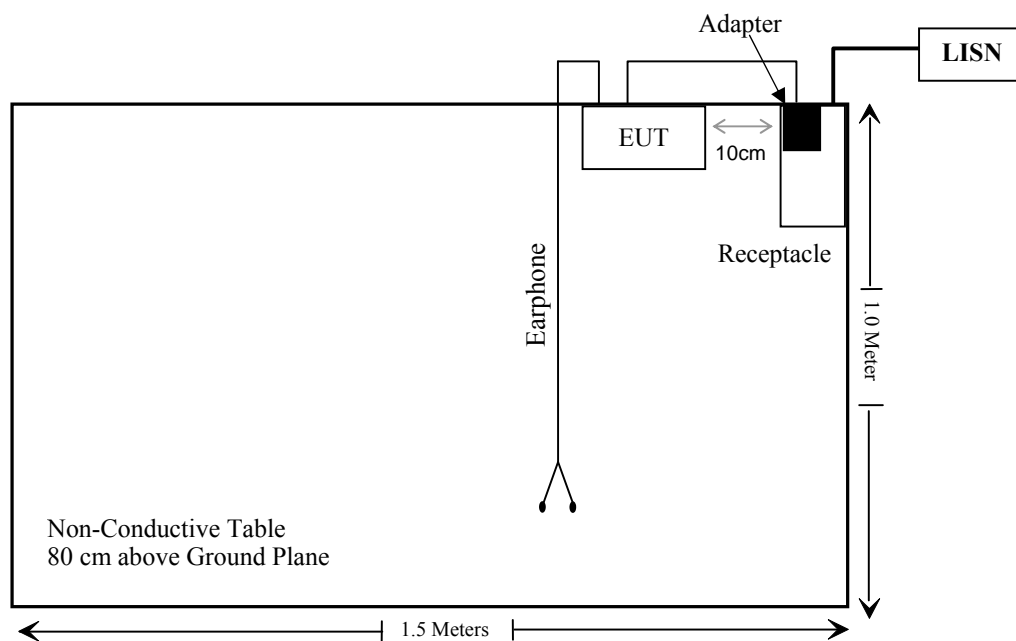 Adapter
LISN
EUT
10cm
Receptacle
Earphone
1.0 Meter
Non-Conductive Table
80 cm above Ground Plane
1.5 Meters